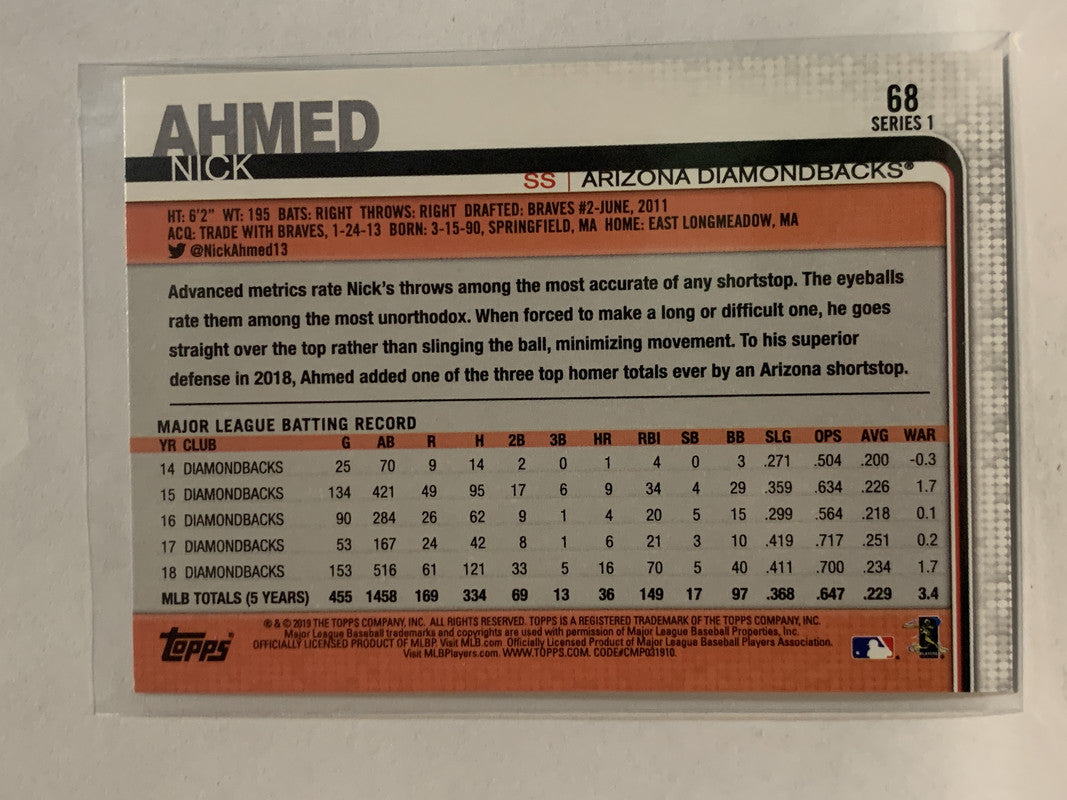 68
SERIES 1
AHMED
NICK
SS | ARIZONA DIAMONDBACKS®
HT: 6'2" WT: 195 BATS: RIGHT THROWS: RIGHT DRAFTED: BRAVES #2-JUNE, 2011
ACQ: TRADE WITH BRAVES, 1-24-13 BORN: 3-15-90, SPRINGFIELD, MA HOME: EAST LONGMEADOW, MA
@NickAhmed13
Advanced metrics rate Nick's throws among the most accurate of any shortstop. The eyeballs
rate them among the most unorthodox. When forced to make a long or difficult one, he goes
straight over the top rather than slinging the ball, minimizing movement. To his superior
defense in 2018, Ahmed added one of the three top homer totals ever by an Arizona shortstop.
MAJOR LEAGUE BATTING RECORD
YR CLUB G AB R H 2B 3B HR RBI SB BB SLG OPS AVG WAR
14 DIAMONDBACKS 25 70 9 14 2 0 1 4 0 3 .271 .504 .200 -0.3
15 DIAMONDBACKS 134 421 49 95 17 6 9 34 4 29 .359 .634 .226 1.7
16 DIAMONDBACKS 90 284 26 62 9 1 4 20 5 15 .299 .564 .218 0.1
17 DIAMONDBACKS 53 167 24 42 8 1 6 21 3 10 .419 .717 .251 0.2
18 DIAMONDBACKS 153 516 61 121 33 5 16 70 5 40 .411 .700 .234 1.7
MLB TOTALS (5 YEARS) 455 1458 169 334 69 13 36 149 17 97 .368 .647 .229 3.4
Topps®
® & © 2019 THE TOPPS COMPANY, INC. ALL RIGHTS RESERVED. TOPPS IS A REGISTERED TRADEMARK OF THE TOPPS COMPANY, INC.
Major League Baseball trademarks and copyrights are used with permission of Major League Baseball Properties, Inc.
OFFICIALLY LICENSED PRODUCT OF MLBP. Visit MLB.com Officially Licensed Product of Major League Baseball Players Association.
Visit MLBPlayers.com. WWW.TOPPS.COM. CODE#CMP031910.